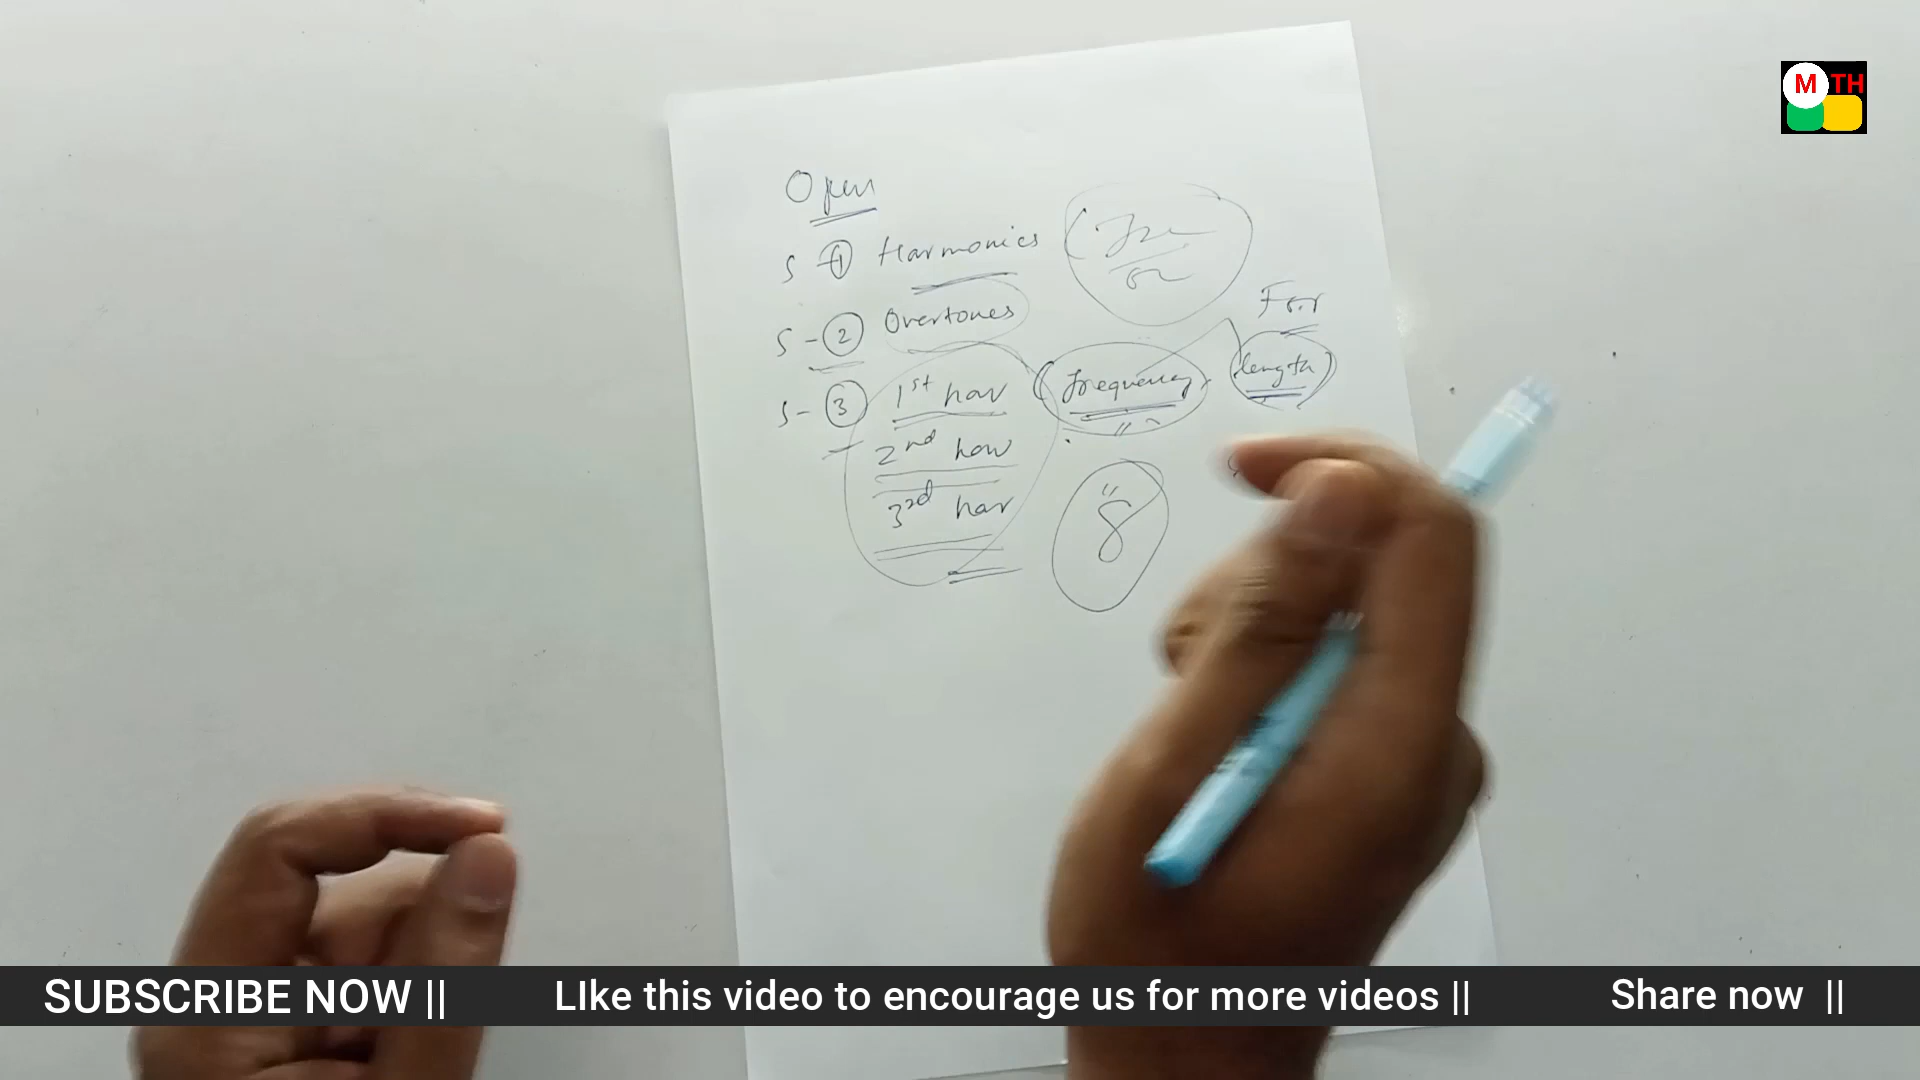 M TH
Open
S ① Harmonics
For
S - ② Overtones
S - ③ 1st har (frequency) (length)
2nd har
3rd har
"
8
SUBSCRIBE NOW || LIke this video to encourage us for more videos || Share now ||